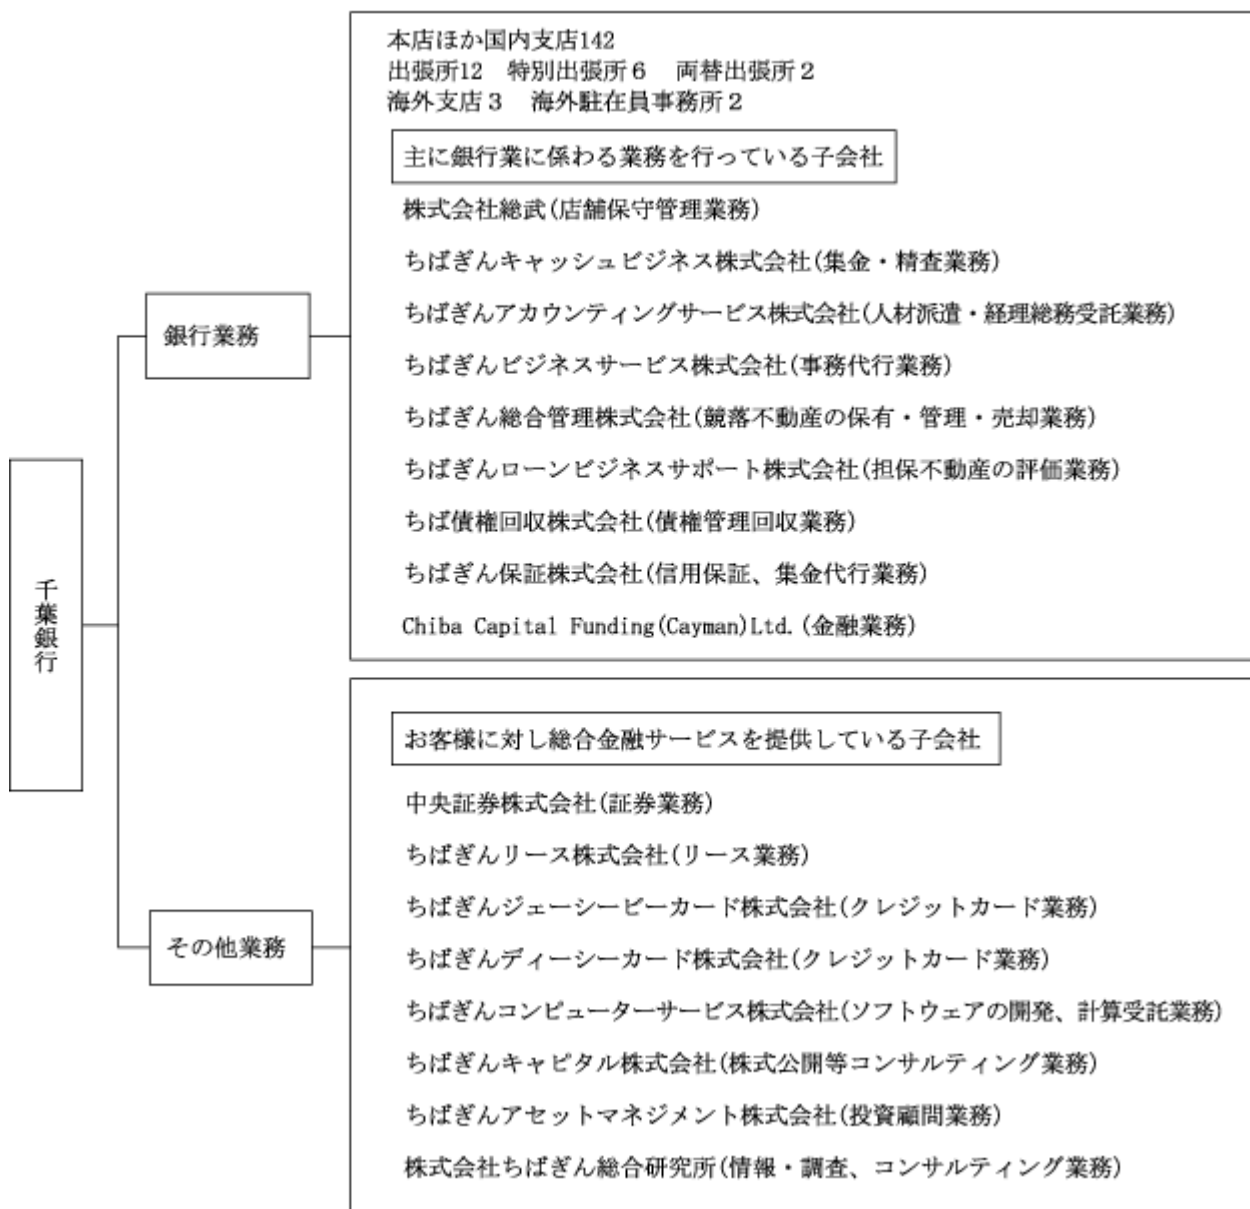 本店ほか国内支店142
出張所12　特別出張所６　両替出張所２
海外支店３　海外駐在員事務所２
主に銀行業に係わる業務を行っている子会社
株式会社総武(店舗保守管理業務)
ちばぎんキャッシュビジネス株式会社(集金・精査業務)
ちばぎんアカウンティングサービス株式会社(人材派遣・経理総務受託業務)
銀行業務
ちばぎんビジネスサービス株式会社(事務代行業務)
ちばぎん総合管理株式会社(競落不動産の保有・管理・売却業務)
ちばぎんローンビジネスサポート株式会社(担保不動産の評価業務)
ちば債権回収株式会社(債権管理回収業務)
ちばぎん保証株式会社(信用保証、集金代行業務)
Chiba Capital Funding(Cayman)Ltd.(金融業務)
千葉銀行
お客様に対し総合金融サービスを提供している子会社
中央証券株式会社(証券業務)
ちばぎんリース株式会社(リース業務)
ちばぎんジェーシービーカード株式会社(クレジットカード業務)
その他業務
ちばぎんディーシーカード株式会社(クレジットカード業務)
ちばぎんコンピューターサービス株式会社(ソフトウェアの開発、計算受託業務)
ちばぎんキャピタル株式会社(株式公開等コンサルティング業務)
ちばぎんアセットマネジメント株式会社(投資顧問業務)
株式会社ちばぎん総合研究所(情報・調査、コンサルティング業務)